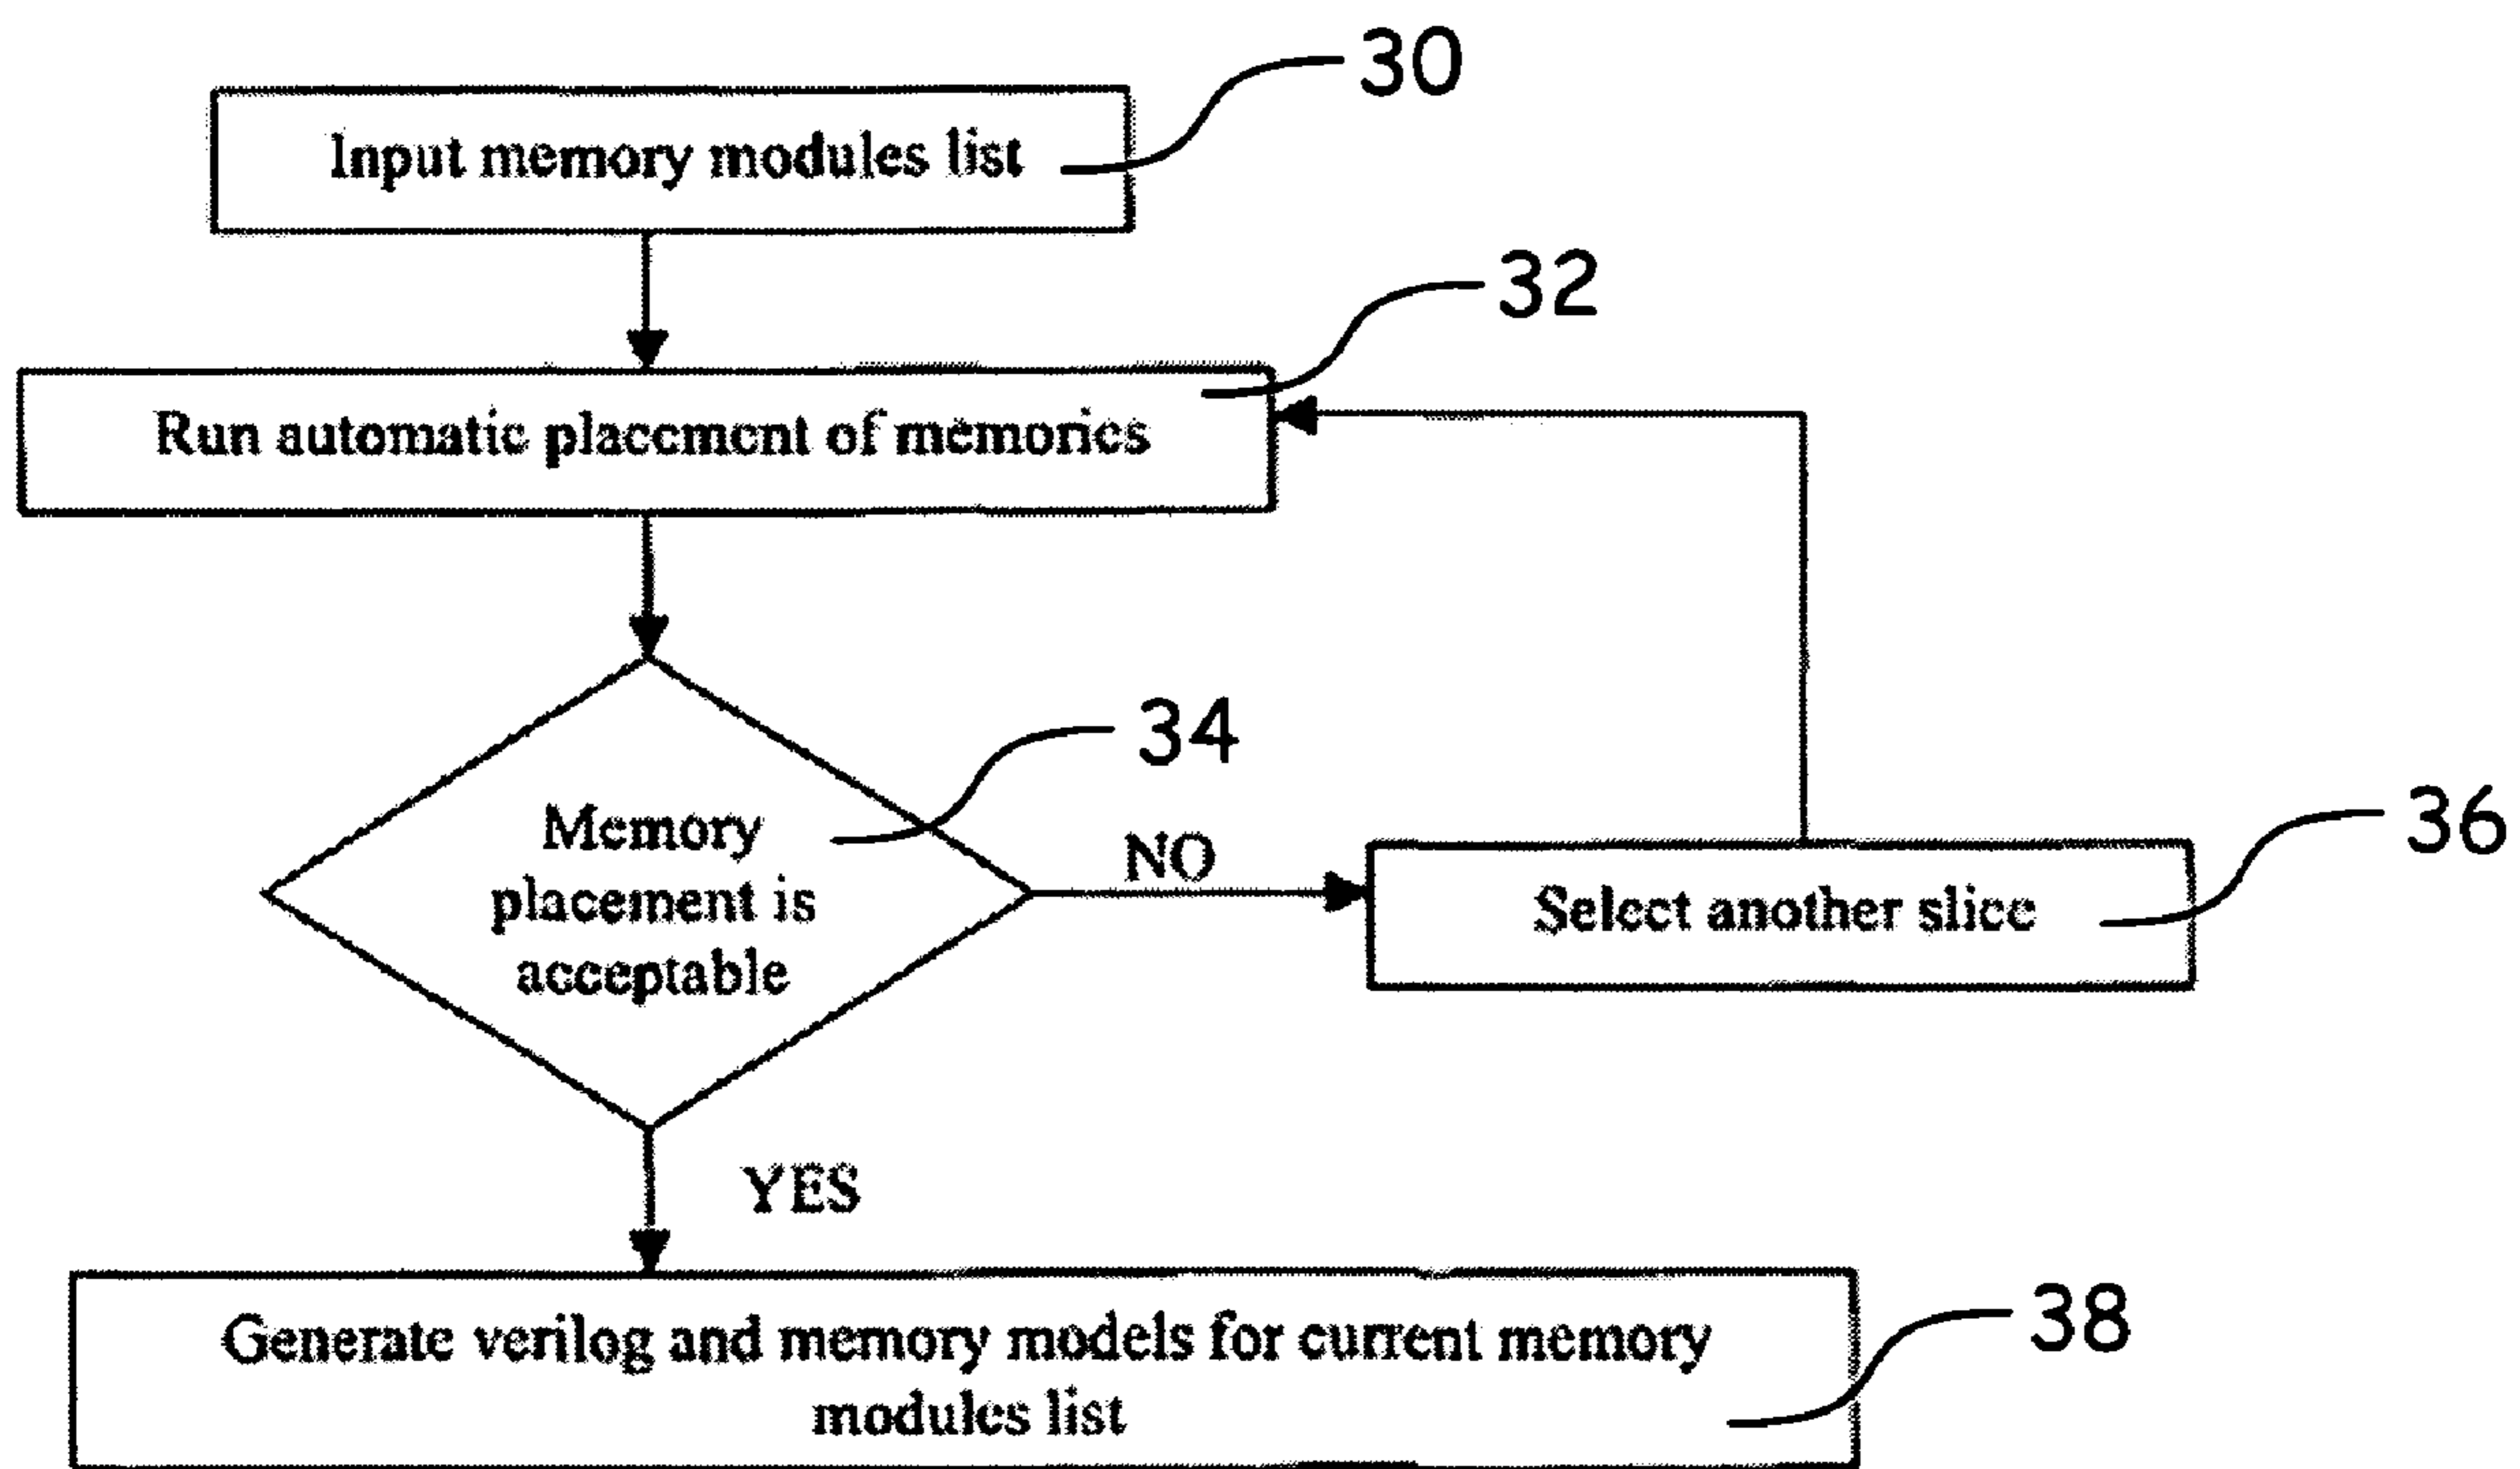 30
Input memory modules list
32
Run automatic placement of memories
34
Memory
placement is
acceptable
NO
36
Select another slice
YES
Generate verilog and memory models for current memory
modules list
38